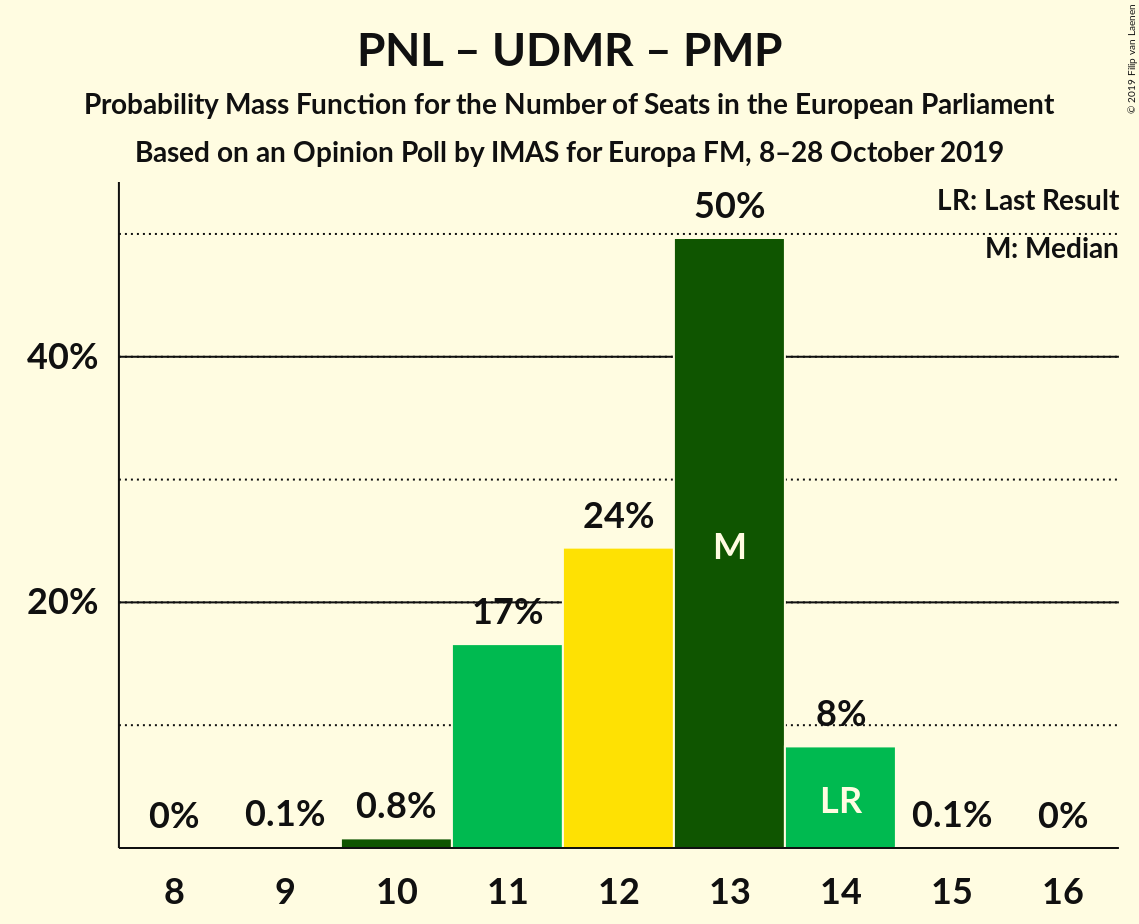 PNL – UDMR – PMP
Probability Mass Function for the Number of Seats in the European Parliament
Based on an Opinion Poll by IMAS for Europa FM, 8–28 October 2019
© 2019 Filip van Laenen
LR: Last Result
M: Median
50%
40%
24%
M
20%
17%
8%
LR
0%
0.1%
0.8%
0.1%
0%
8 9 10 11 12 13 14 15 16